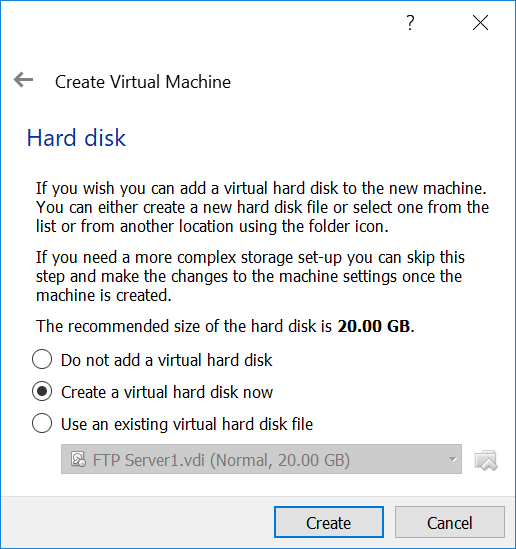 ?
Create Virtual Machine
Hard disk
If you wish you can add a virtual hard disk to the new machine.
You can either create a new hard disk file or select one from the
list or from another location using the folder icon.
If you need a more complex storage set-up you can skip this
step and make the changes to the machine settings once the
machine is created.
The recommended size of the hard disk is 20.00 GB.
Do not add a virtual hard disk
Create a virtual hard disk now
Use an existing virtual hard disk file
FTP Server1.vdi (Normal, 20.00 GB)
Create
Cancel